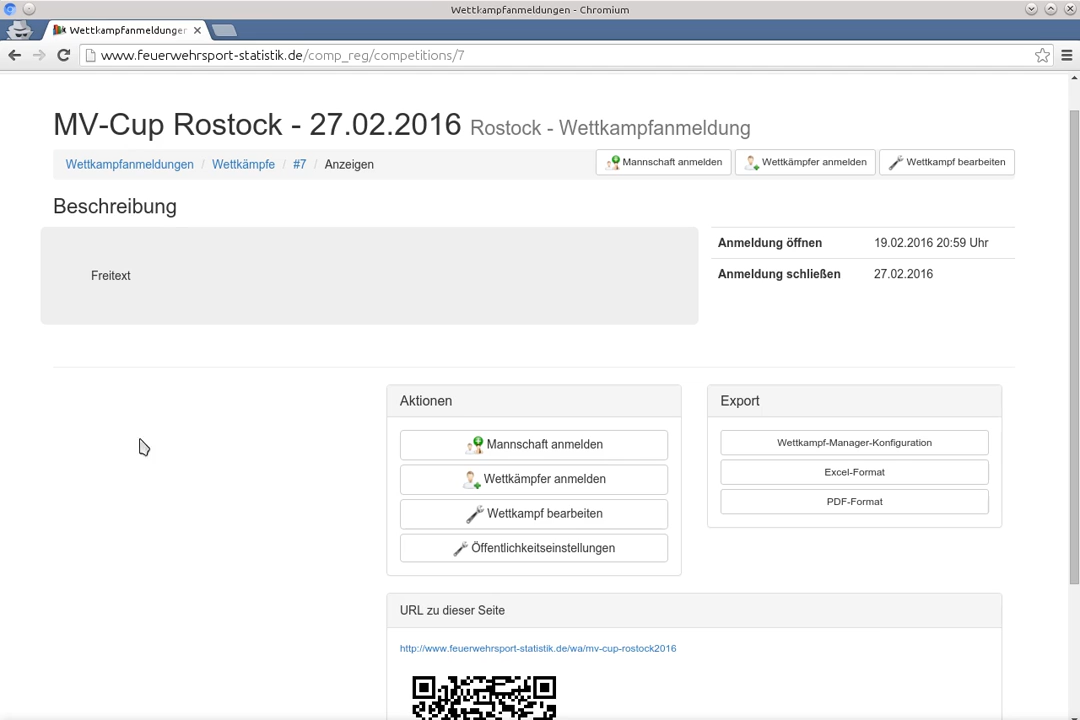 Wettkampfanmeldungen - Chromium
Wettkampfanmeldunger
www.feuerwehrsport-statistik.de/comp_reg/competitions/7
MV-Cup Rostock - 27.02.2016 Rostock - Wettkampfanmeldung
Wettkampfanmeldungen / Wettkämpfe / #7 / Anzeigen
Mannschaft anmelden
Wettkämpfer anmelden
Wettkampf bearbeiten
Beschreibung
Freitext
Anmeldung öffnen 19.02.2016 20:59 Uhr
Anmeldung schließen 27.02.2016
Aktionen
Mannschaft anmelden
Wettkämpfer anmelden
Wettkampf bearbeiten
Öffentlichkeitseinstellungen
Export
Wettkampf-Manager-Konfiguration
Excel-Format
PDF-Format
URL zu dieser Seite
http://www.feuerwehrsport-statistik.de/wa/mv-cup-rostock2016